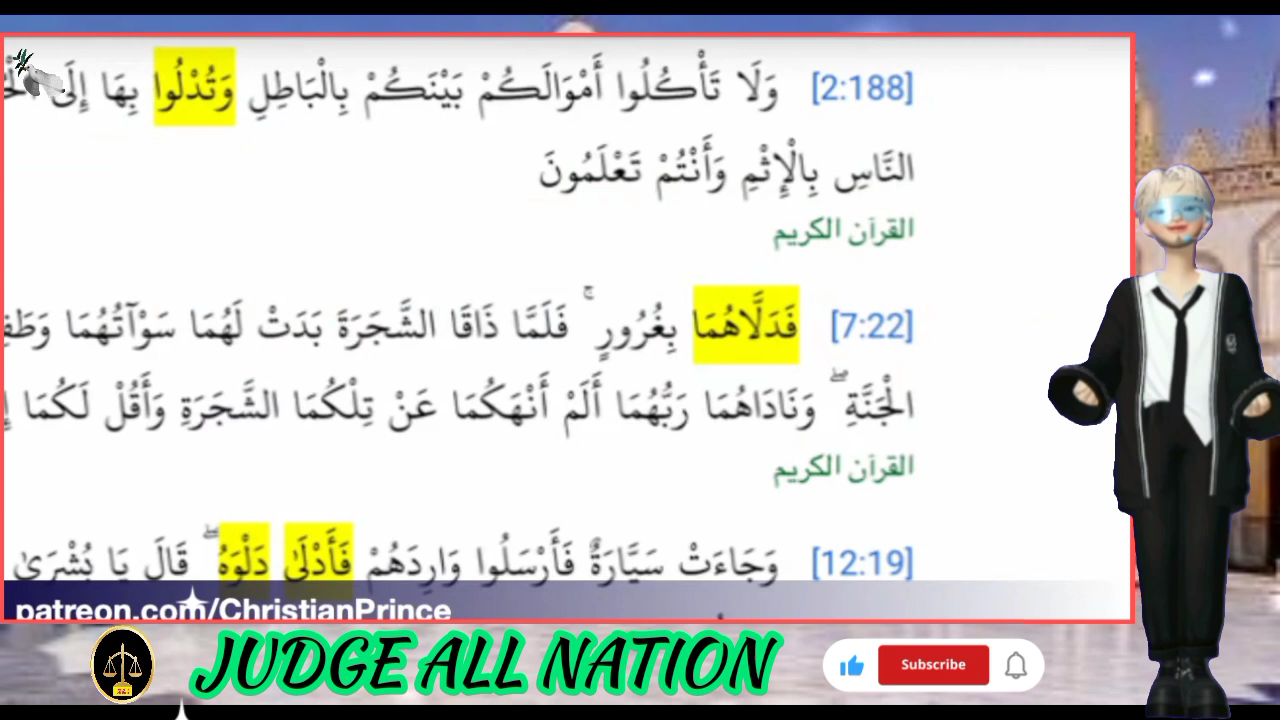 [2:188] وَلَا تَأْكُلُوا أَمْوَالَكُمْ بَيْنَكُمْ بِالْبَاطِلِ وَتُدْلُوا بِهَا إِلَى
النَّاسِ بِالْإِثْمِ وَأَنْتُمْ تَعْلَمُونَ
القرآن الكريم
[7:22] فَدَلَّاهُمَا بِغُرُورٍ ۚ فَلَمَّا ذَاقَا الشَّجَرَةَ بَدَتْ لَهُمَا سَوْآتُهُمَا
الْجَنَّةِ ۖ وَنَادَاهُمَا رَبُّهُمَا أَلَمْ أَنْهَكُمَا عَنْ تِلْكُمَا الشَّجَرَةِ وَأَقُلْ لَكُمَا
القرآن الكريم
[12:19] وَجَاءَتْ سَيَّارَةٌ فَأَرْسَلُوا وَارِدَهُمْ فَأَدْلَىٰ دَلْوَهُ ۖ قَالَ يَا بُشْرَىٰ
patreon.com/ChristianPrince
JUDGE ALL NATION
Subscribe